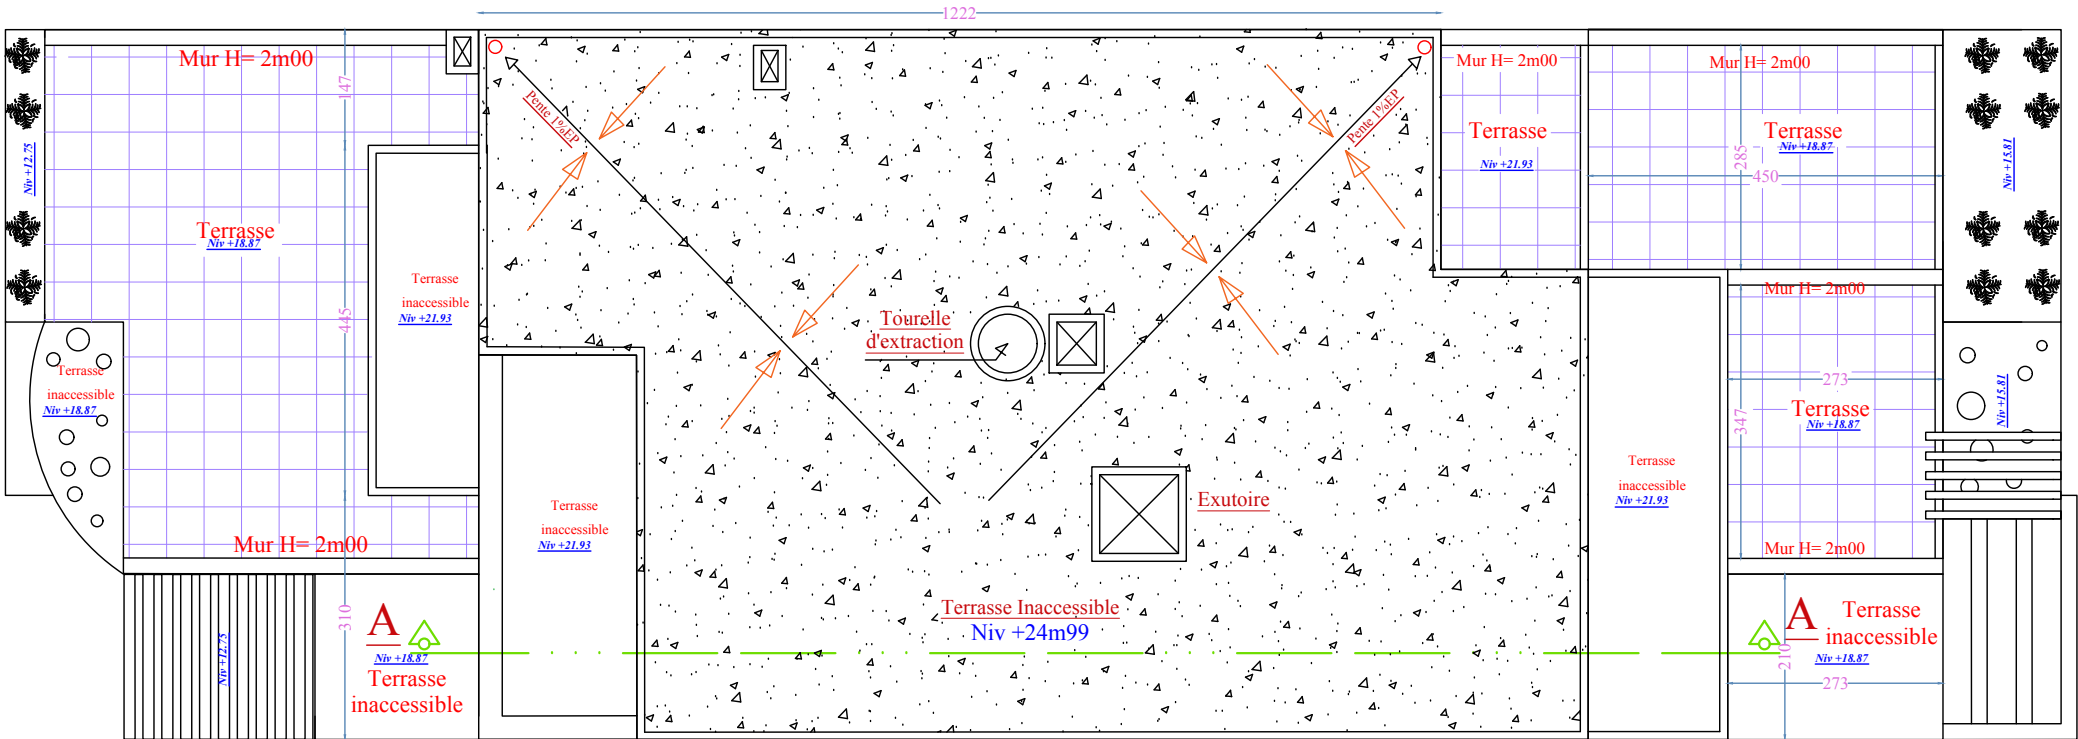 1222
Mur H= 2m00
147
Niv +12.75
Terrasse
Niv +18.87
Terrasse
inaccessible
Niv +21.93
445
Terrasse
inaccessible
Niv +18.87
Mur H= 2m00
Niv +12.75
310
A
Niv +18.87
Terrasse
inaccessible
Terrasse
inaccessible
Niv +21.93
Pente 1%EP
Pente 1%EP
Tourelle
d'extraction
Exutoire
Terrasse Inaccessible
Niv +24m99
Mur H= 2m00
Terrasse
Niv +21.93
Mur H= 2m00
Terrasse
Niv +18.87
285
450
Niv +15.81
Mur H= 2m00
273
Terrasse
Niv +18.87
347
Niv +15.81
Terrasse
inaccessible
Niv +21.93
Mur H= 2m00
A
Terrasse
inaccessible
Niv +18.87
210
273